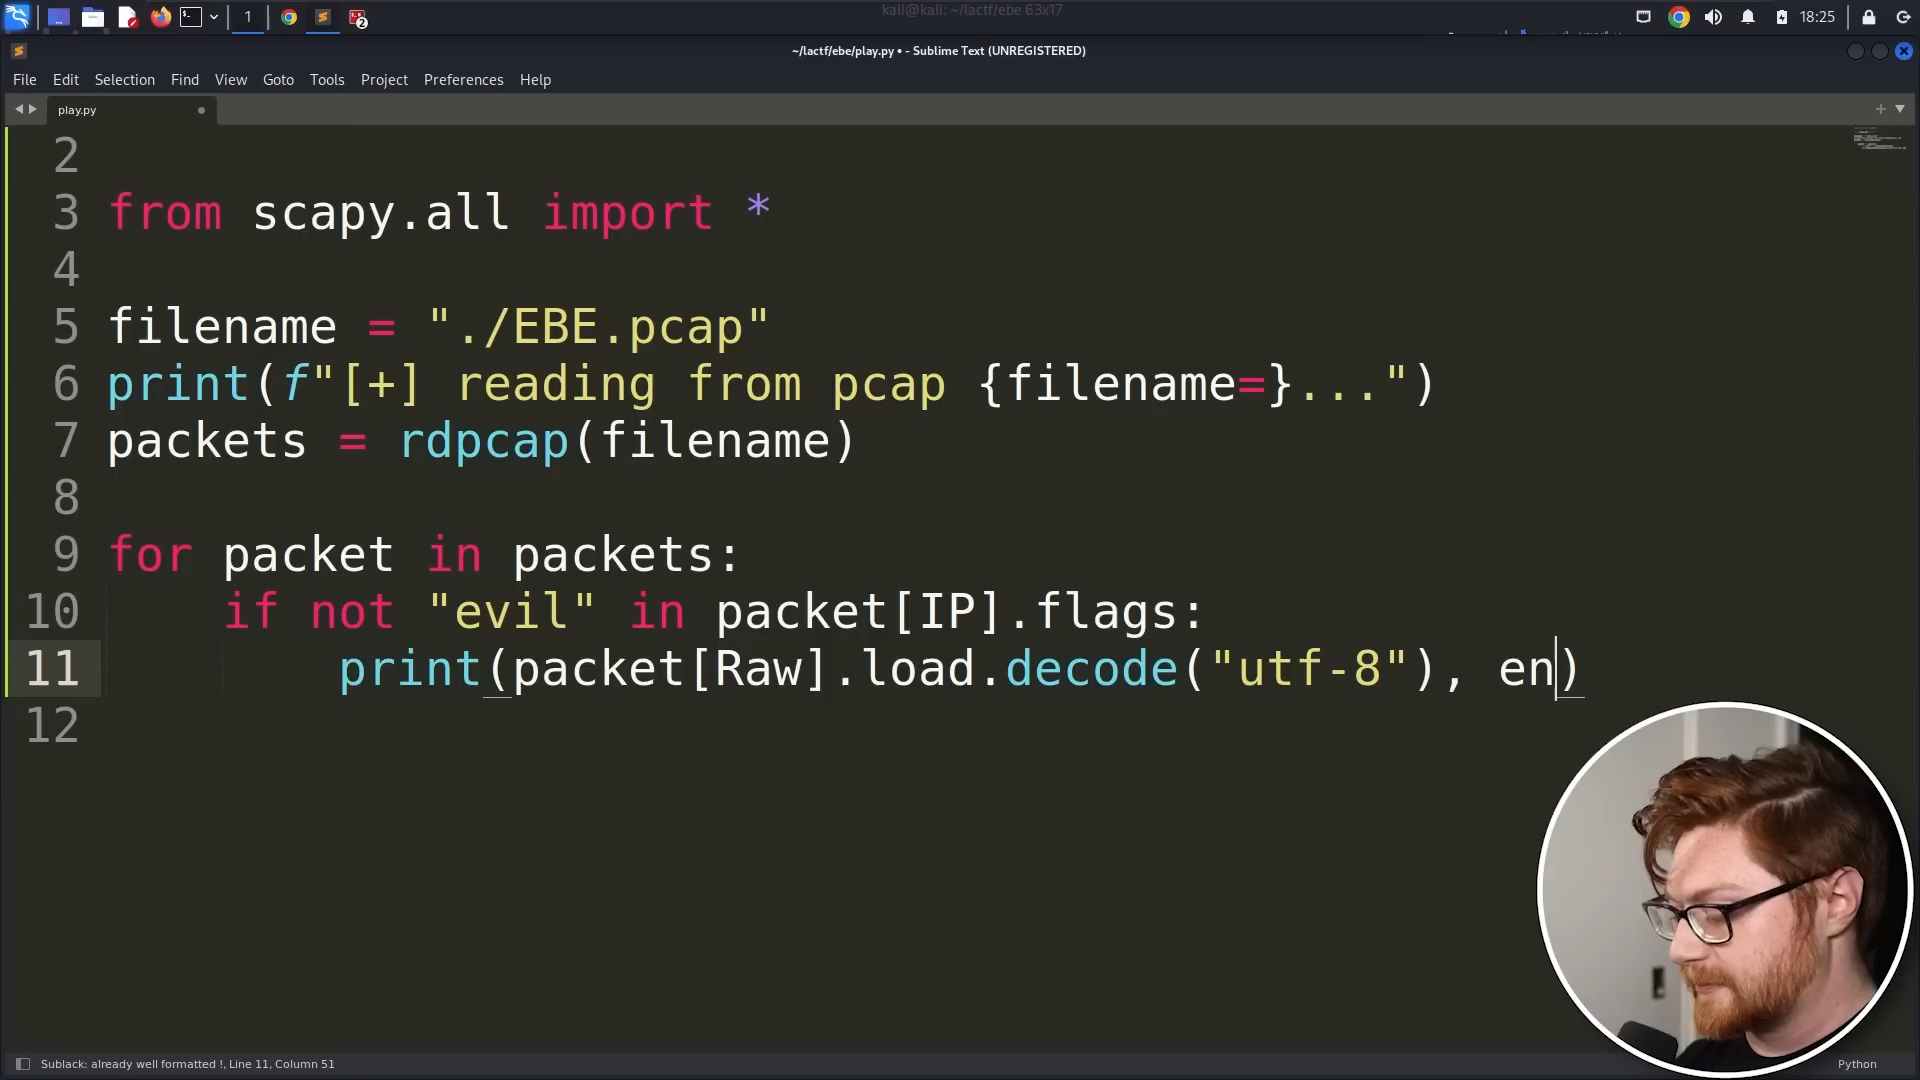 kali@kali: ~/lactf/ebe 63x17
1
2
18:25
~/lactf/ebe/play.py • - Sublime Text (UNREGISTERED)
File Edit Selection Find View Goto Tools Project Preferences Help
play.py
2
3 from scapy.all import *
4
5 filename = "./EBE.pcap"
6 print(f"[+] reading from pcap {filename=}...")
7 packets = rdpcap(filename)
8
9 for packet in packets:
10 if not "evil" in packet[IP].flags:
11 print(packet[Raw].load.decode("utf-8"), en)
12
Sublack: already well formatted !, Line 11, Column 51
Python